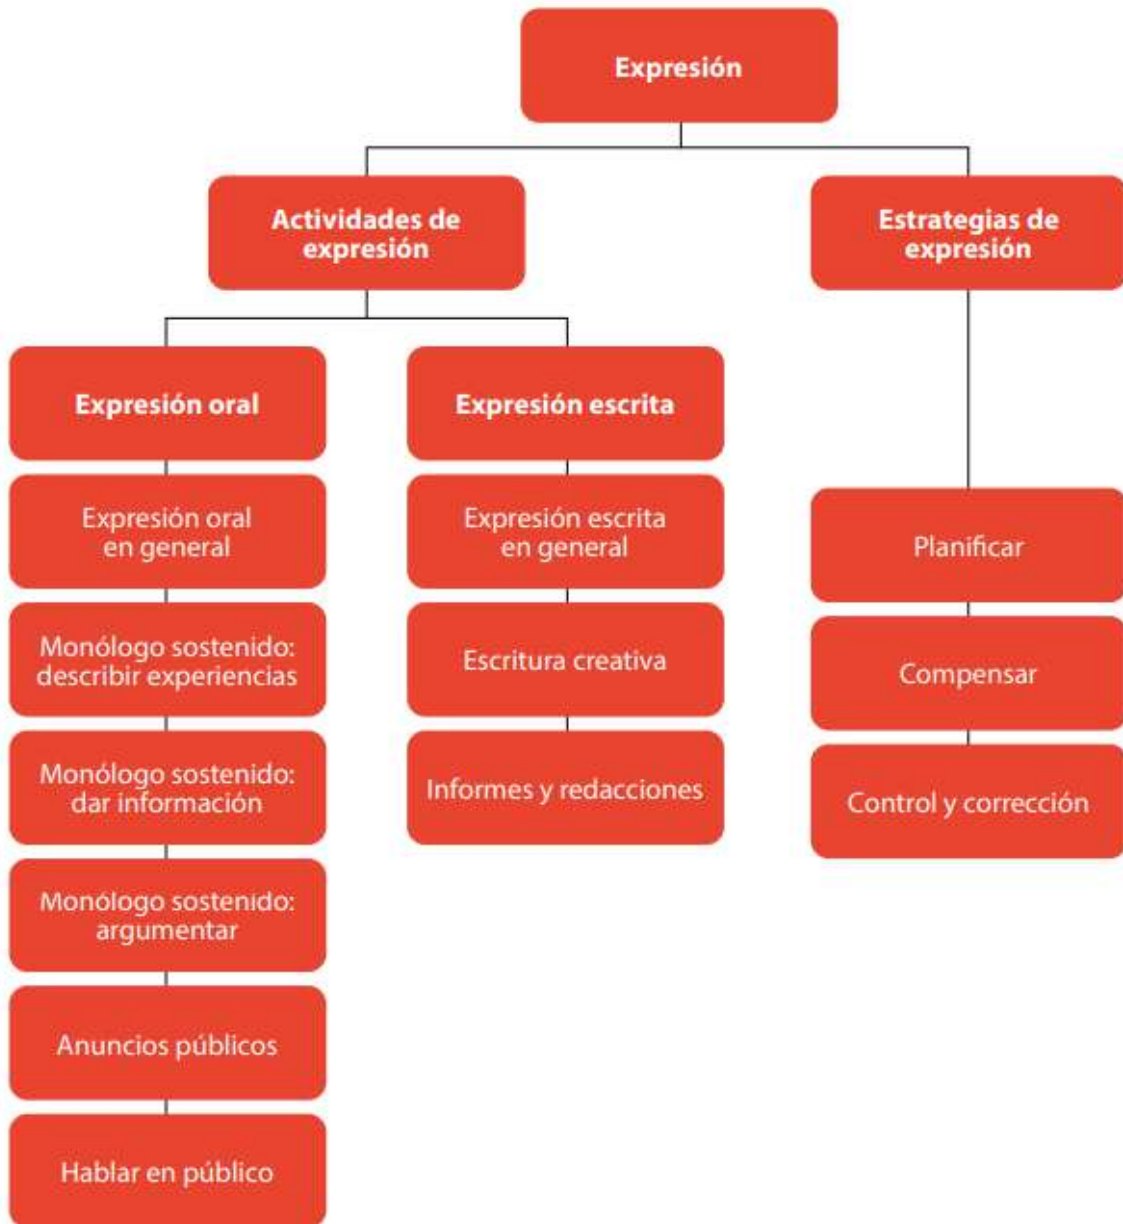 Expresión
Actividades de
expresión
Estrategias de
expresión
Expresión oral
Expresión oral
en general
Monólogo sostenido:
describir experiencias
Monólogo sostenido:
dar información
Monólogo sostenido:
argumentar
Anuncios públicos
Hablar en público
Expresión escrita
Expresión escrita
en general
Escritura creativa
Informes y redacciones
Planificar
Compensar
Control y corrección